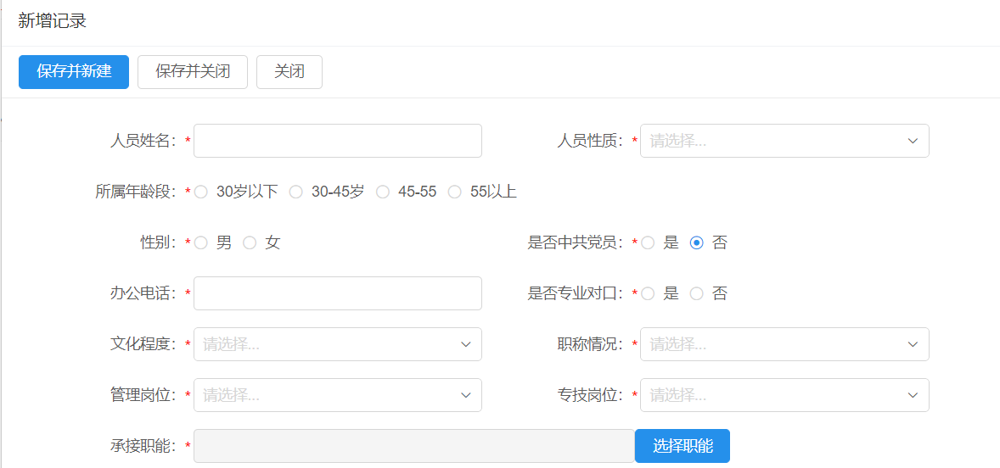 新增记录
保存并新建 保存并关闭 关闭
人员姓名：* 人员性质：* 请选择...
所属年龄段：* 30岁以下 30-45岁 45-55 55以上
性别：* 男 女 是否中共党员：* 是 否
办公电话：* 是否专业对口：* 是 否
文化程度：* 请选择... 职称情况：* 请选择...
管理岗位：* 请选择... 专技岗位：* 请选择...
承接职能：* 选择职能